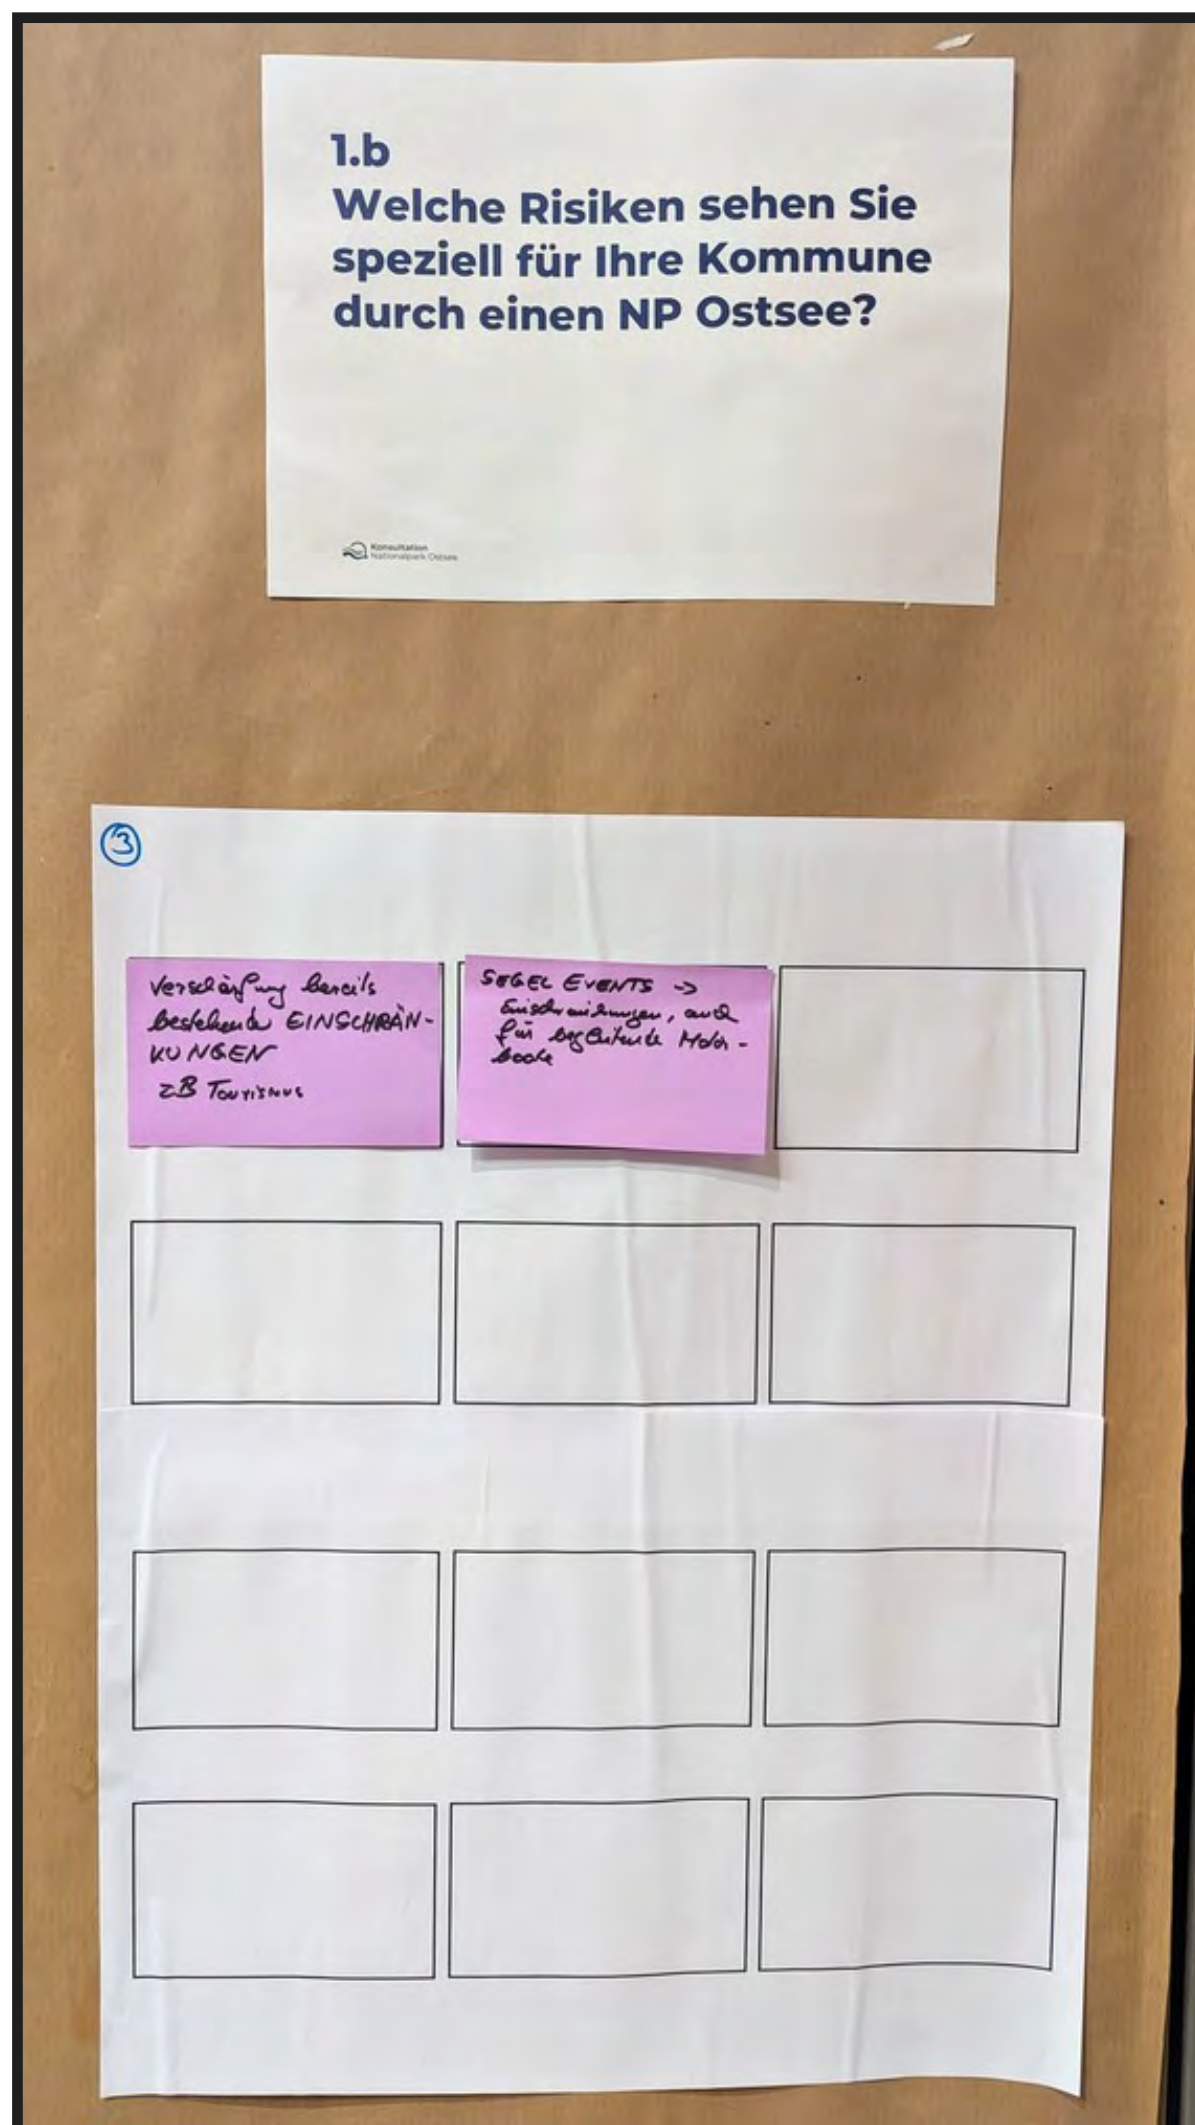 1.b
Welche Risiken sehen Sie
speziell für Ihre Kommune
durch einen NP Ostsee?
Konsultation
Nationalpark Ostsee
3
Verschärfung bereits
bestehender EINSCHRÄN-
KUNGEN
zB TOURISMUS
SEGEL EVENTS →
Einschränkungen, auch
für begleitende Motor-
boote